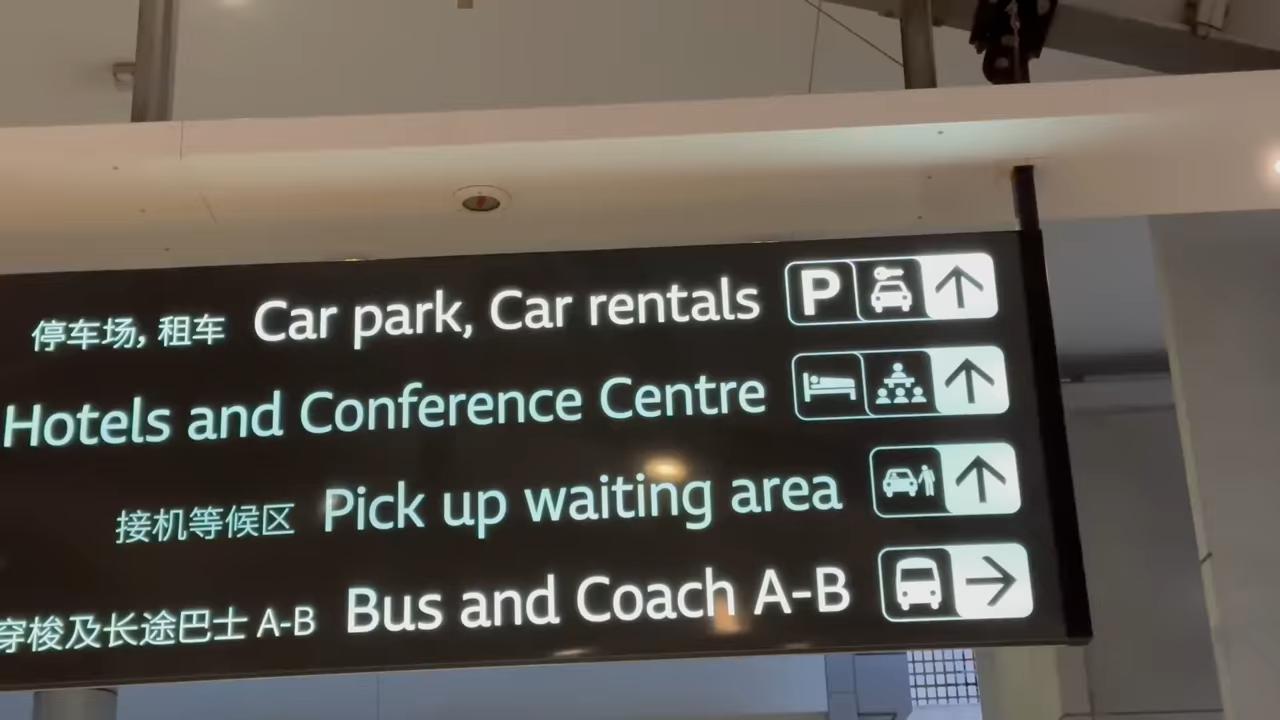 停车场, 租车 Car park, Car rentals P
Hotels and Conference Centre
接机等候区 Pick up waiting area
穿梭及长途巴士 A-B Bus and Coach A-B